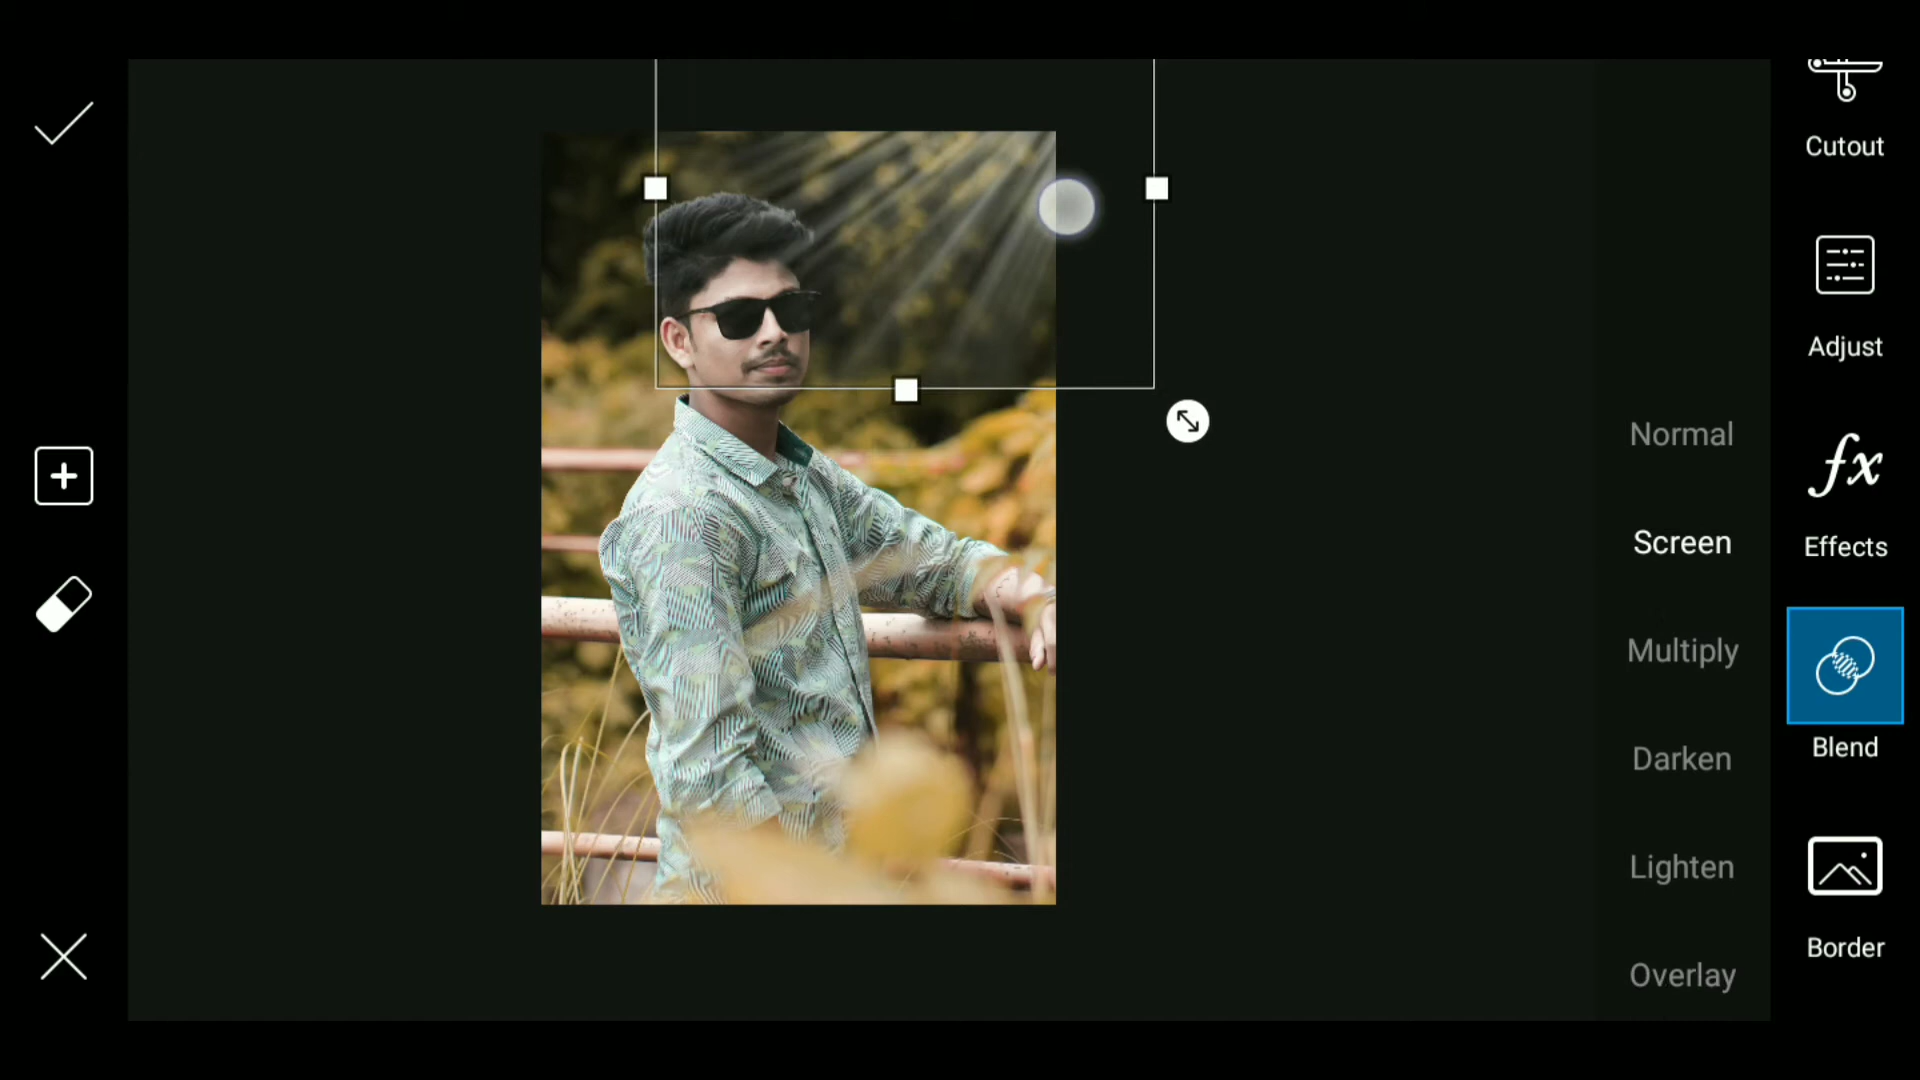 Cutout
Adjust
Normal
Screen
Effects
Multiply
Blend
Darken
Lighten
Border
Overlay